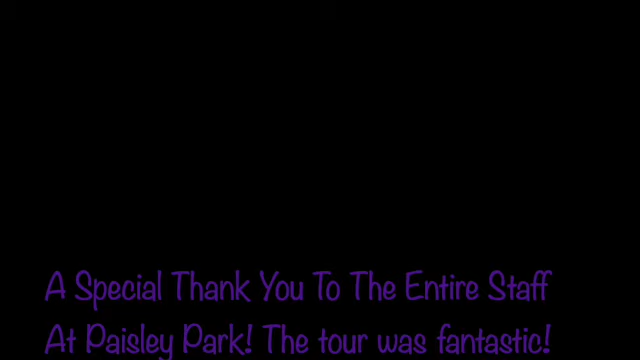 A Special Thank You To The Entire Staff
At Paisley Park! The tour was fantastic!